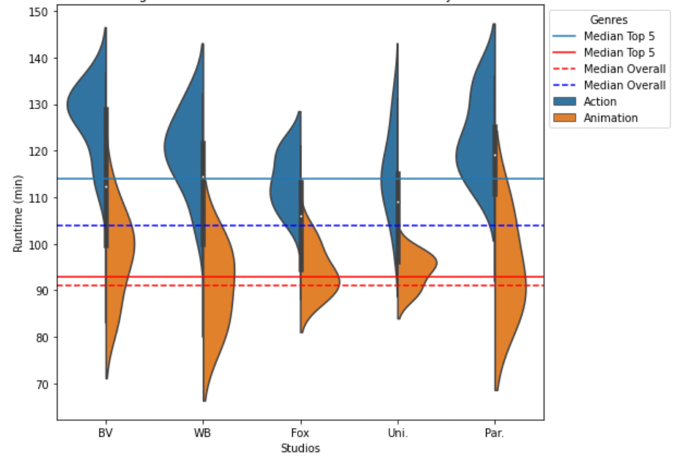 150
140
130
120
110
100
90
80
70
Runtime (min)
BV
WB
Fox
Uni.
Par.
Studios
Genres
Median Top 5
Median Top 5
Median Overall
Median Overall
Action
Animation